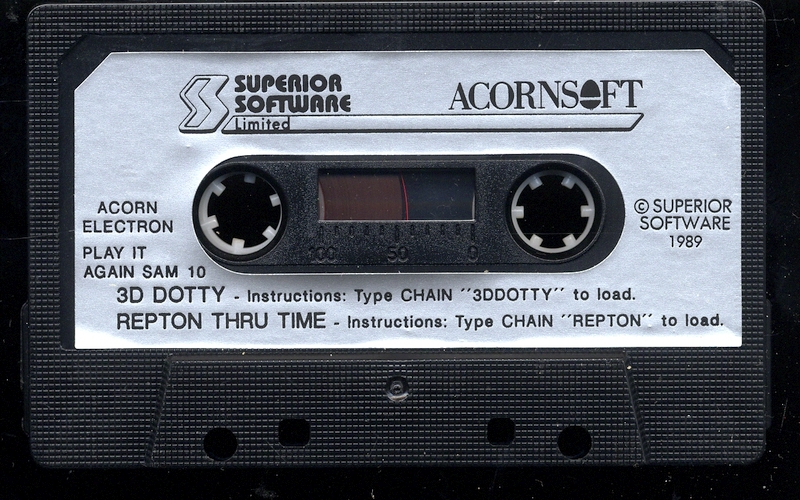 SUPERIOR
SOFTWARE
Limited
ACORNSOFT
ACORN
ELECTRON
PLAY IT
AGAIN SAM 10
© SUPERIOR
SOFTWARE
1989
100 50 0
3D DOTTY - Instructions: Type CHAIN "3DDOTTY" to load.
REPTON THRU TIME - Instructions: Type CHAIN "REPTON" to load.